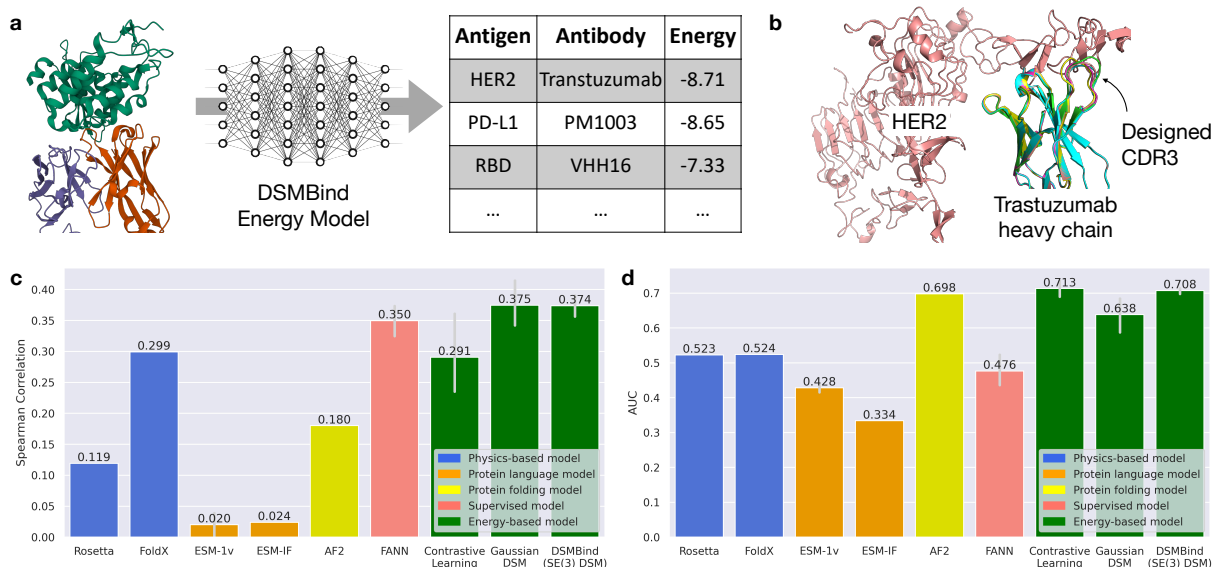 a
Antigen Antibody Energy
HER2 Transtuzumab -8.71
PD-L1 PM1003 -8.65
RBD VHH16 -7.33
... ... ...
DSMBind
Energy Model
b
HER2
Designed
CDR3
Trastuzumab
heavy chain
c
Spearman Correlation
0.40
0.35
0.30
0.25
0.20
0.15
0.10
0.05
0.00
0.119
0.299
0.020
0.024
0.180
0.350
0.291
0.375
0.374
Physics-based model
Protein language model
Protein folding model
Supervised model
Energy-based model
Rosetta FoldX ESM-1v ESM-IF AF2 FANN Contrastive Gaussian DSMBind
Learning DSM (SE(3) DSM)
d
AUC
0.7
0.6
0.5
0.4
0.3
0.2
0.1
0.0
0.523
0.524
0.428
0.334
0.698
0.476
0.713
0.638
0.708
Physics-based model
Protein language model
Protein folding model
Supervised model
Energy-based model
Rosetta FoldX ESM-1v ESM-IF AF2 FANN Contrastive Gaussian DSMBind
Learning DSM (SE(3) DSM)